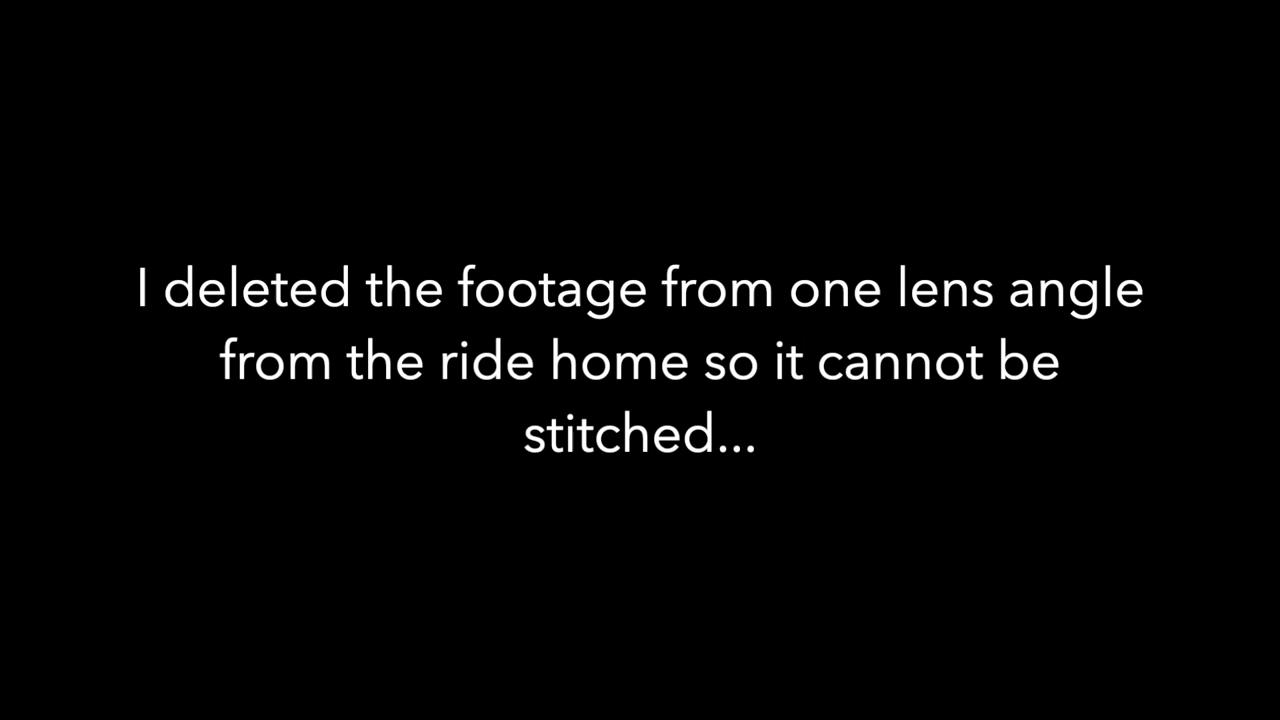 I deleted the footage from one lens angle
from the ride home so it cannot be
stitched...